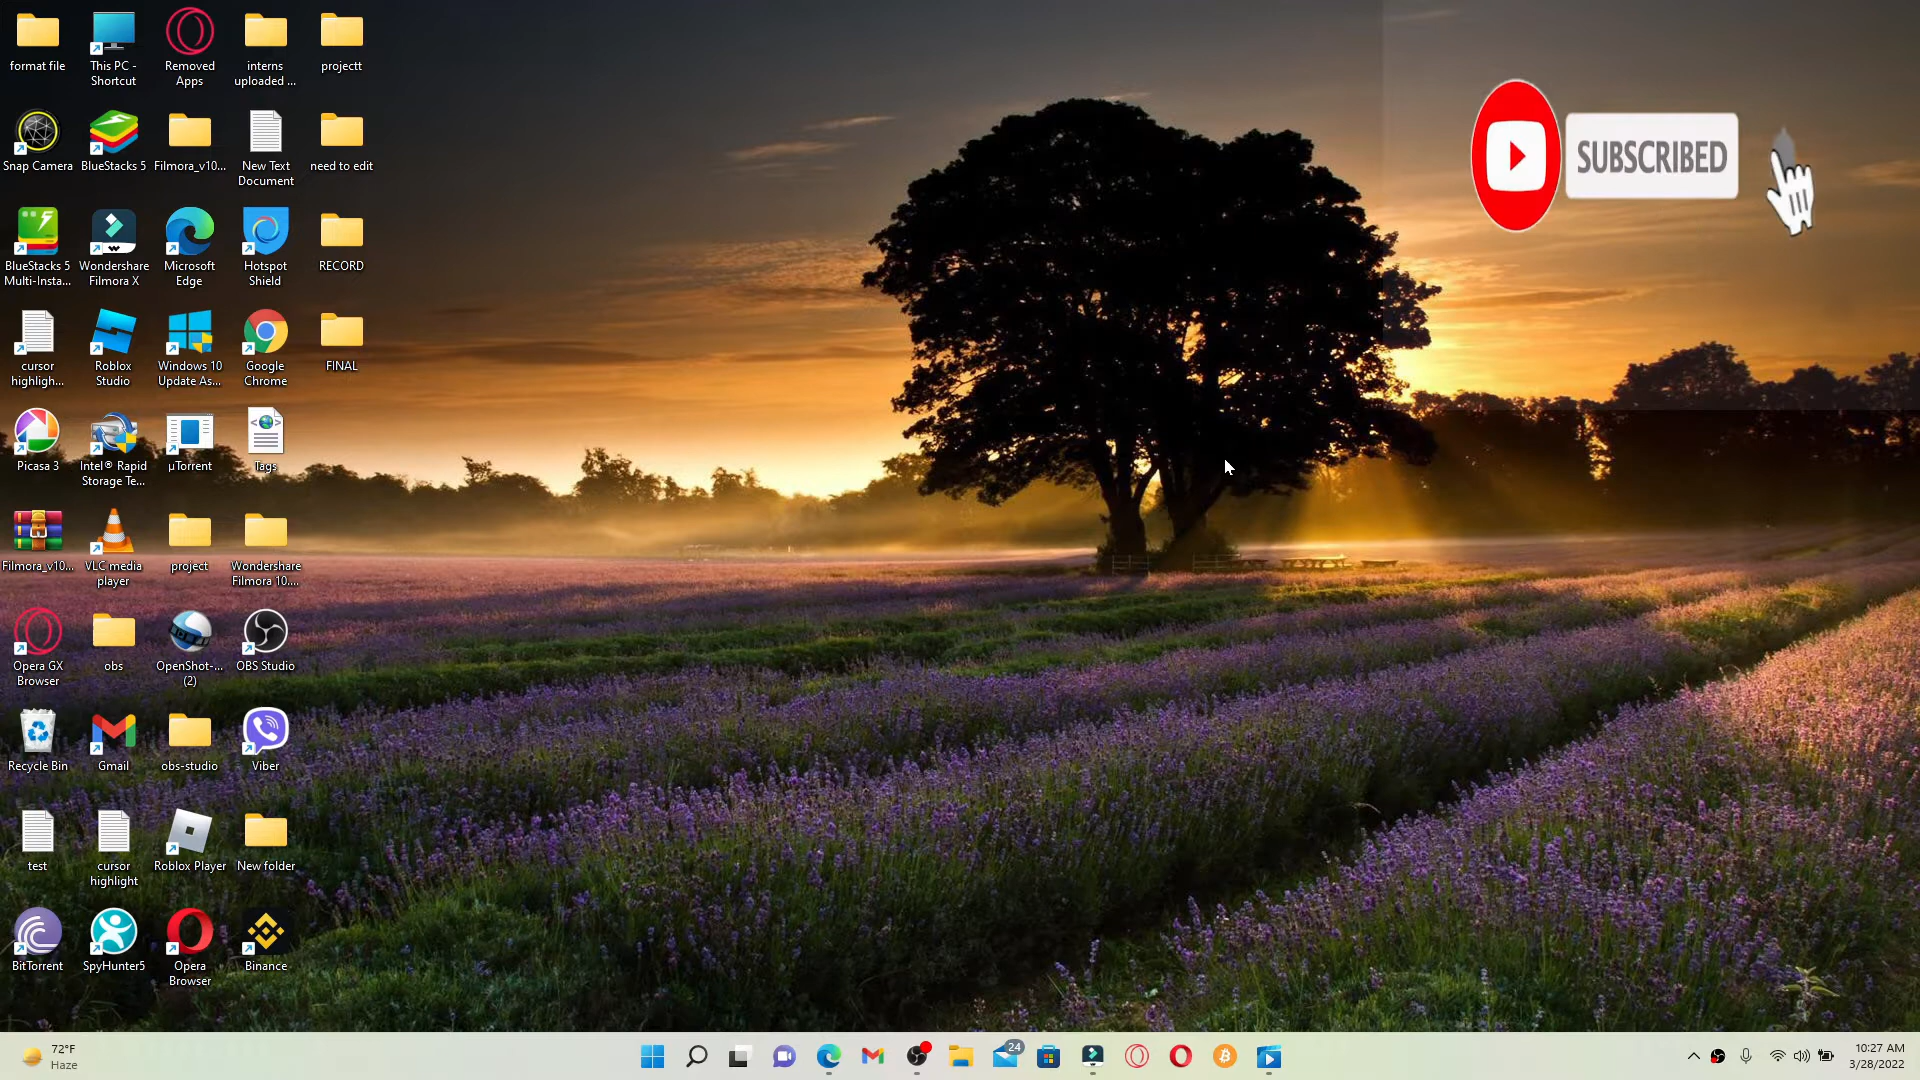 format file
This PC -
Shortcut
Removed
Apps
interns
uploaded ...
projectt
SUBSCRIBED
Snap Camera
BlueStacks 5
Filmora_v10...
New Text
Document
need to edit
BlueStacks 5
Multi-Insta...
Wondershare
Filmora X
Microsoft
Edge
Hotspot
Shield
RECORD
cursor
highligh...
Roblox
Studio
Windows 10
Update As...
Google
Chrome
FINAL
Picasa 3
Intel® Rapid
Storage Te...
µTorrent
Tags
Filmora_v10...
VLC media
player
project
Wondershare
Filmora 10....
Opera GX
Browser
obs
OpenShot-...
(2)
OBS Studio
Recycle Bin
Gmail
obs-studio
Viber
test
cursor
highlight
Roblox Player
New folder
BitTorrent
SpyHunter5
Opera
Browser
Binance
72°F
Haze
24
10:27 AM
3/28/2022